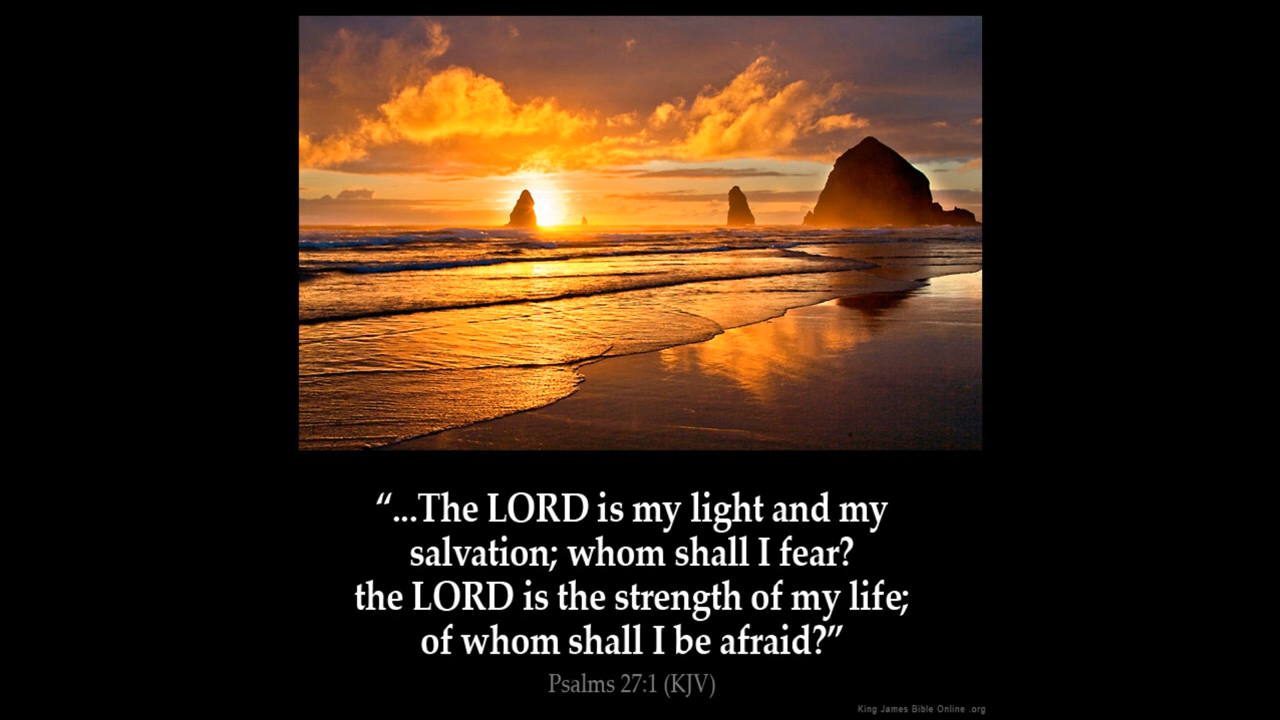 “...The LORD is my light and my
salvation; whom shall I fear?
the LORD is the strength of my life;
of whom shall I be afraid?”
Psalms 27:1 (KJV)
King James Bible Online .org